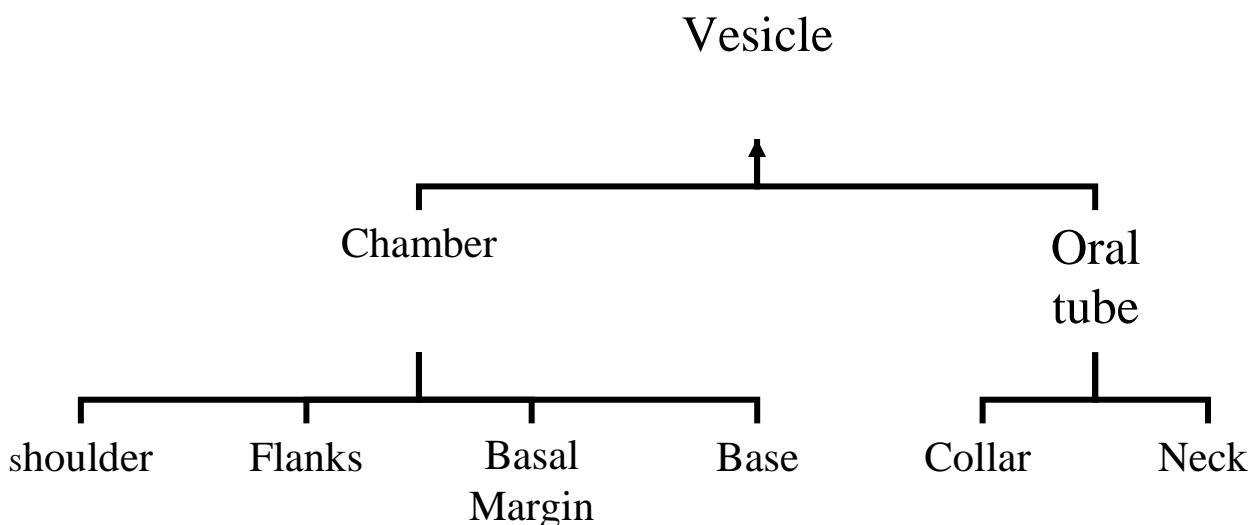 Vesicle
Chamber
Oral
tube
shoulder
Flanks
Basal
Margin
Base
Collar
Neck